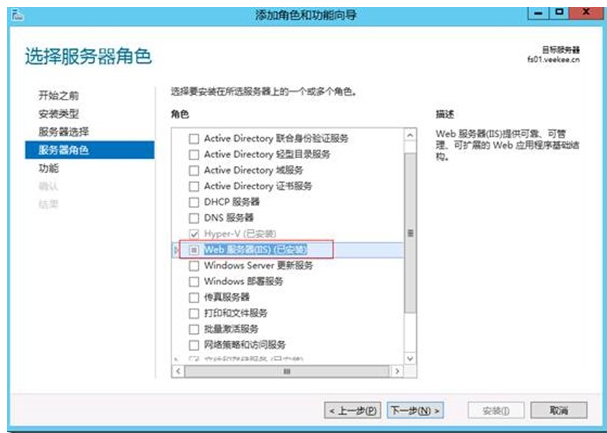 添加角色和功能向导
选择服务器角色
目标服务器
fs01.veekee.cn
开始之前
安装类型
服务器选择
服务器角色
功能
确认
结果
选择要安装在所选服务器上的一个或多个角色。
角色
Active Directory 联合身份验证服务
Active Directory 轻型目录服务
Active Directory 域服务
Active Directory 证书服务
DHCP 服务器
DNS 服务器
Hyper-V (已安装)
Web 服务器(IIS) (已安装)
Windows Server 更新服务
Windows 部署服务
传真服务器
打印和文件服务
批量激活服务
网络策略和访问服务
文件和存储服务 (已安装)
描述
Web 服务器(IIS)提供可靠、可管
理、可扩展的 Web 应用程序基础结
构。
< 上一步(P)
下一步(N) >
安装(I)
取消